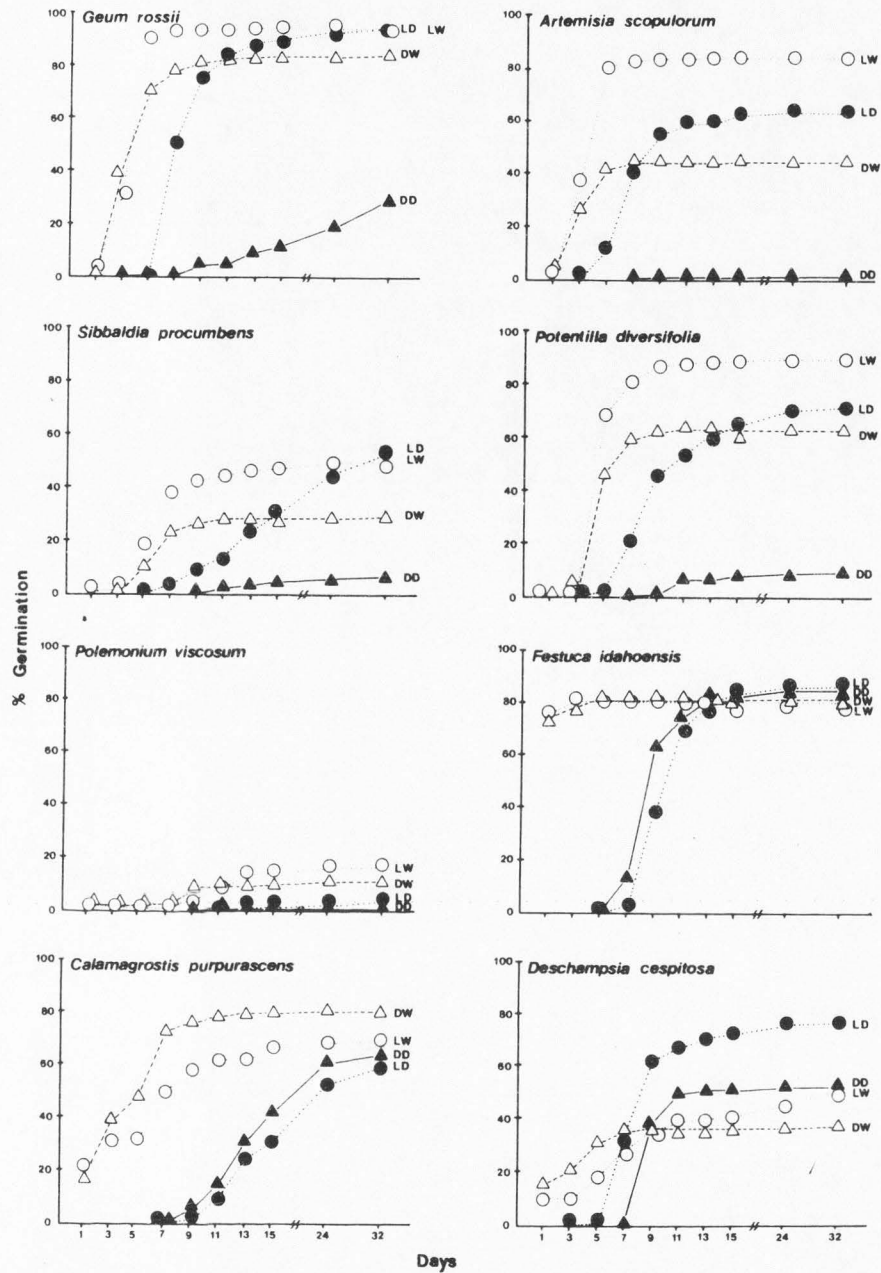 Geum rossii
100
80
60
40
20
0
LD LW
DW
DD
Artemisia scopulorum
100
80
60
40
20
0
LW
LD
DW
DD
Sibbaldia procumbens
100
80
60
40
20
0
LD
LW
DW
DD
Potentilla diversifolia
100
80
60
40
20
0
LW
LD
DW
DD
% Germination
Polemonium viscosum
100
80
60
40
20
0
LW
DW
LD
DD
Festuca idahoensis
100
80
60
40
20
0
LD
DD
DW
LW
Calamagrostis purpurascens
100
80
60
40
20
0
DW
LW
DD
LD
1 3 5 7 9 11 13 15 24 32
Deschampsia cespitosa
100
80
60
40
20
0
LD
DD
LW
DW
1 3 5 7 9 11 13 15 24 32
Days